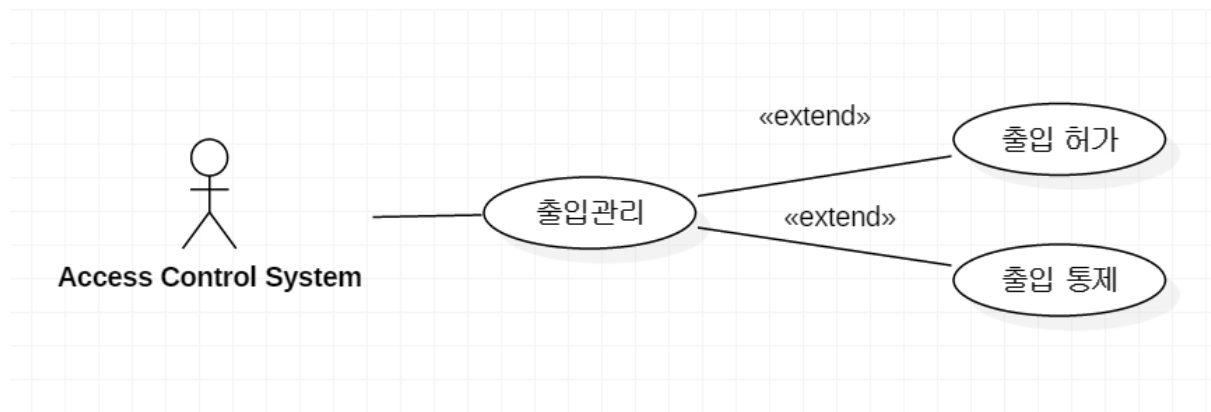 «extend»
출입 허가
출입관리
«extend»
Access Control System
출입 통제